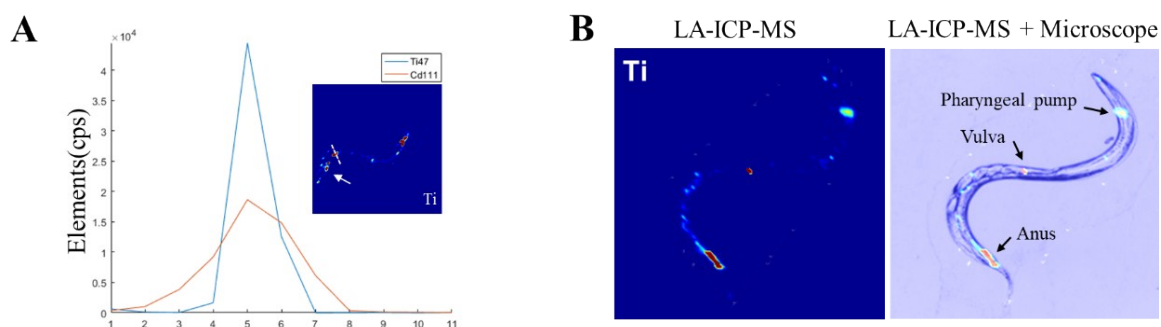 A
×10⁴
Ti47
Cd111
4
3.5
3
2.5
2
1.5
1
0.5
0
Elements(cps)
Ti
1 2 3 4 5 6 7 8 9 10 11
B
LA-ICP-MS
LA-ICP-MS + Microscope
Ti
Pharyngeal pump
Vulva
Anus